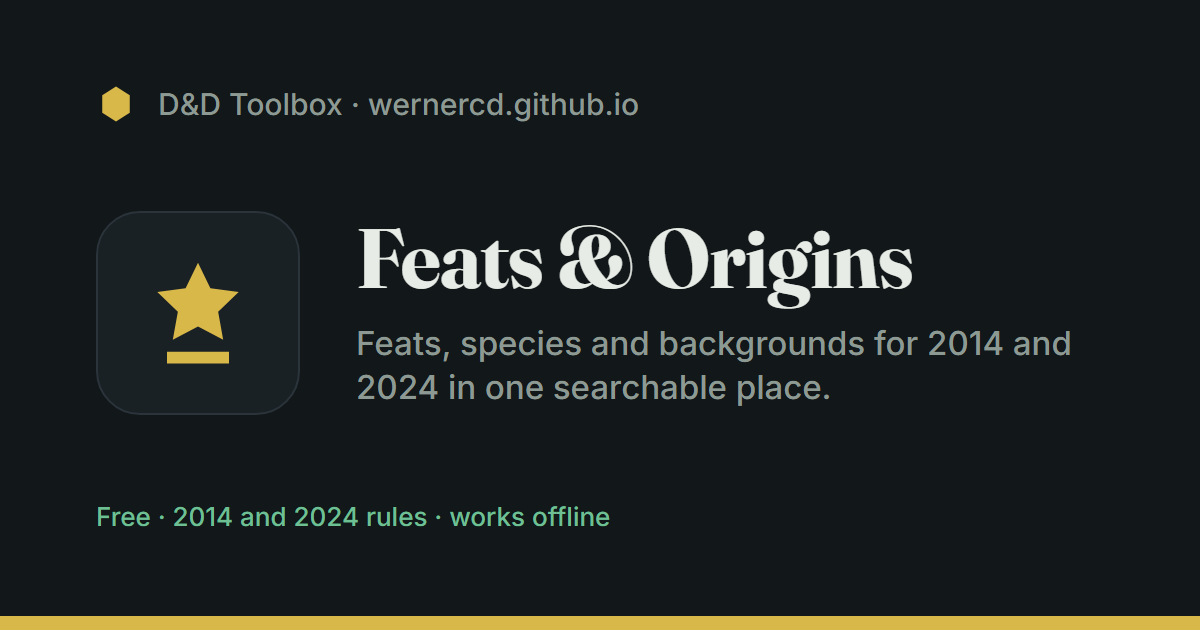 D&D Toolbox · wernercd.github.io
Feats & Origins
Feats, species and backgrounds for 2014 and
2024 in one searchable place.
Free · 2014 and 2024 rules · works offline